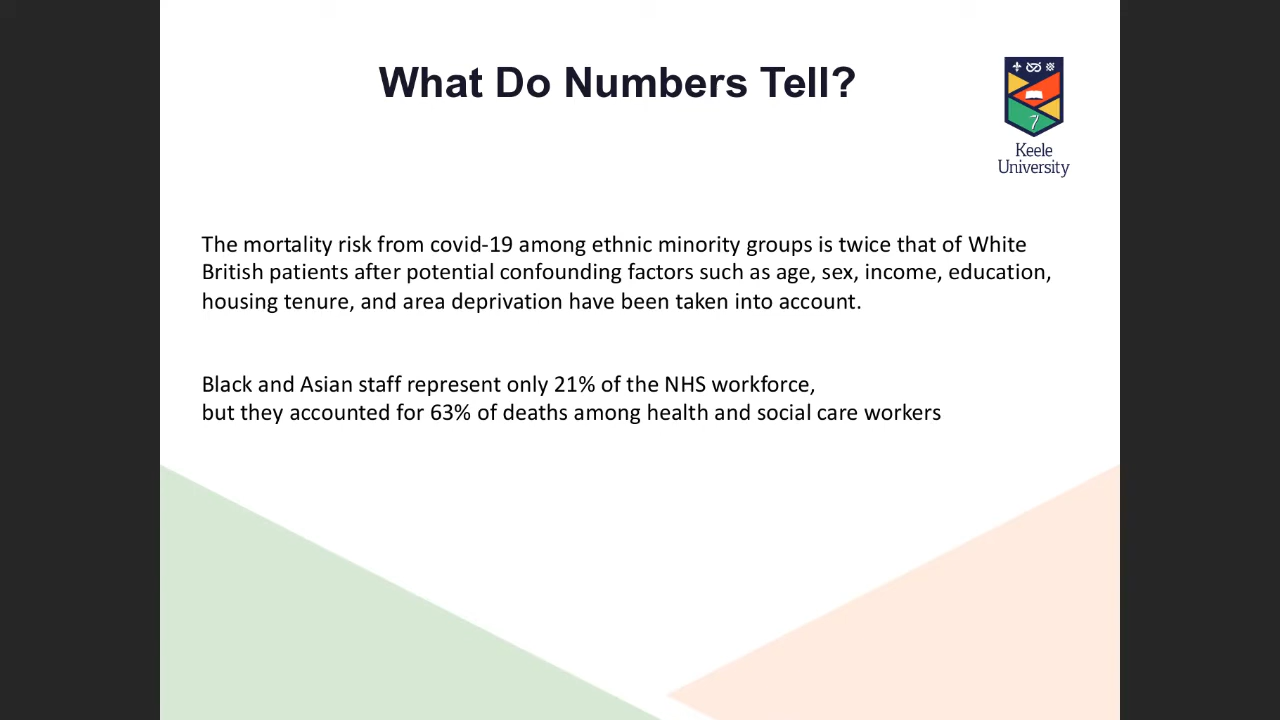 What Do Numbers Tell?
Keele
University
The mortality risk from covid-19 among ethnic minority groups is twice that of White
British patients after potential confounding factors such as age, sex, income, education,
housing tenure, and area deprivation have been taken into account.
Black and Asian staff represent only 21% of the NHS workforce,
but they accounted for 63% of deaths among health and social care workers